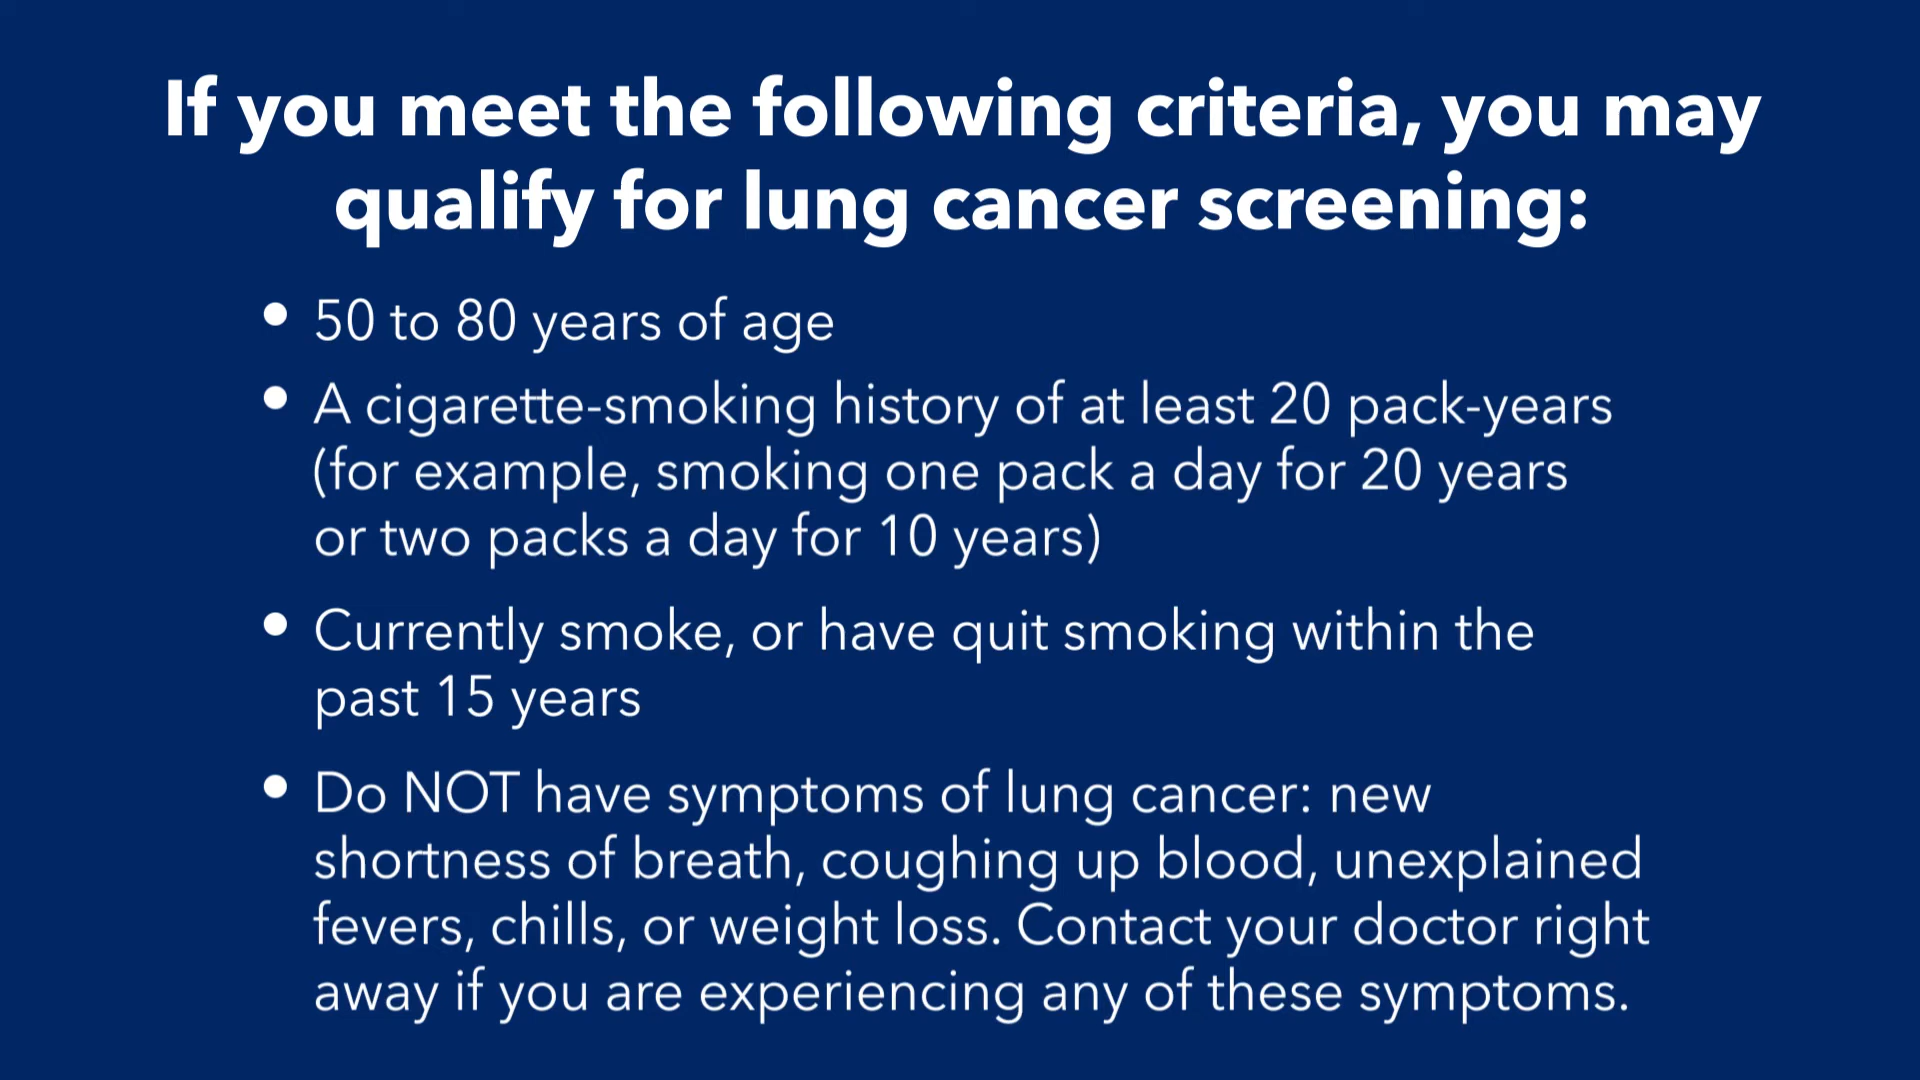 If you meet the following criteria, you may
qualify for lung cancer screening:
• 50 to 80 years of age
• A cigarette-smoking history of at least 20 pack-years
(for example, smoking one pack a day for 20 years
or two packs a day for 10 years)
• Currently smoke, or have quit smoking within the
past 15 years
• Do NOT have symptoms of lung cancer: new
shortness of breath, coughing up blood, unexplained
fevers, chills, or weight loss. Contact your doctor right
away if you are experiencing any of these symptoms.